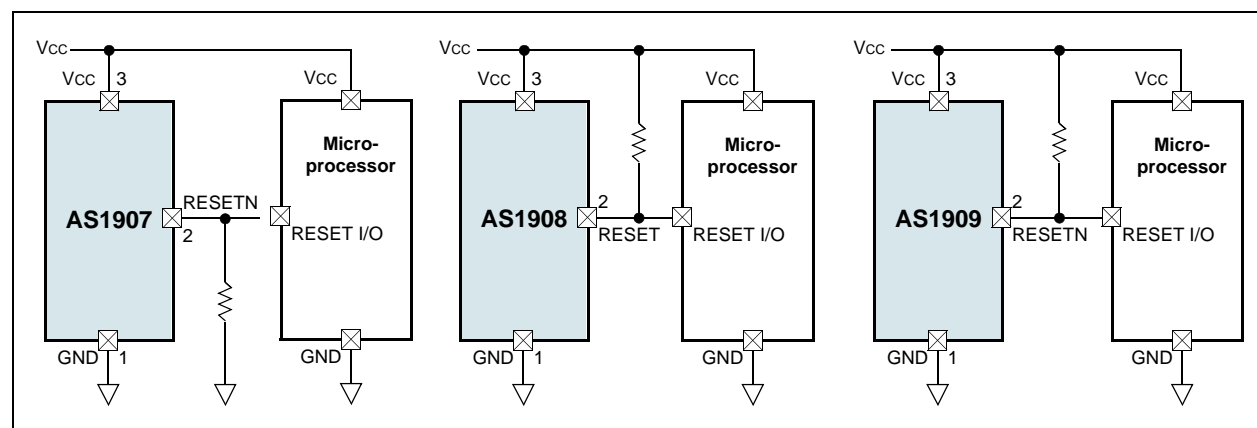 VCC
VCC 3
VCC
AS1907
RESETN
2
GND 1
Micro-
processor
RESET I/O
GND
VCC
VCC 3
VCC
AS1908
2
RESET
GND 1
Micro-
processor
RESET I/O
GND
VCC
VCC 3
VCC
AS1909
2
RESETN
GND 1
Micro-
processor
RESET I/O
GND